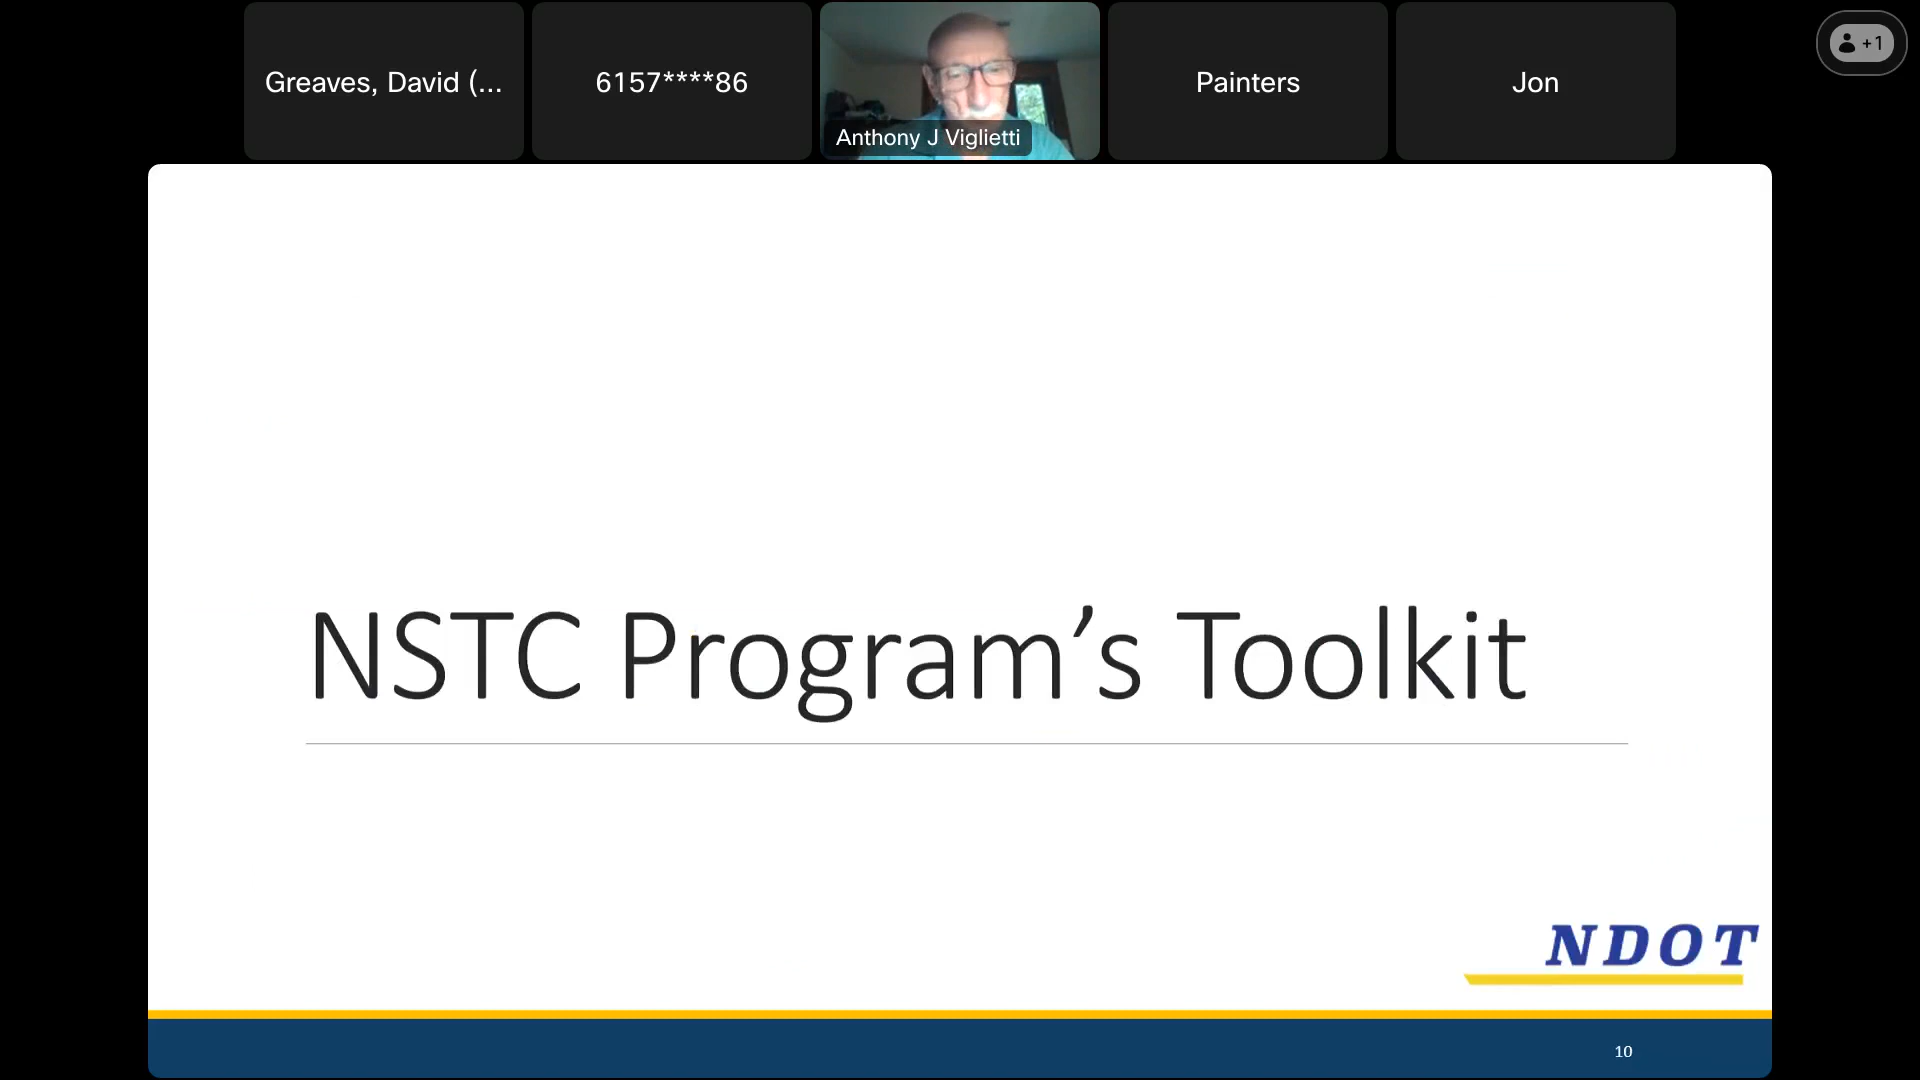 Greaves, David (...
6157****86
Anthony J Viglietti
Painters
Jon
+1
NSTC Program’s Toolkit
NDOT
10